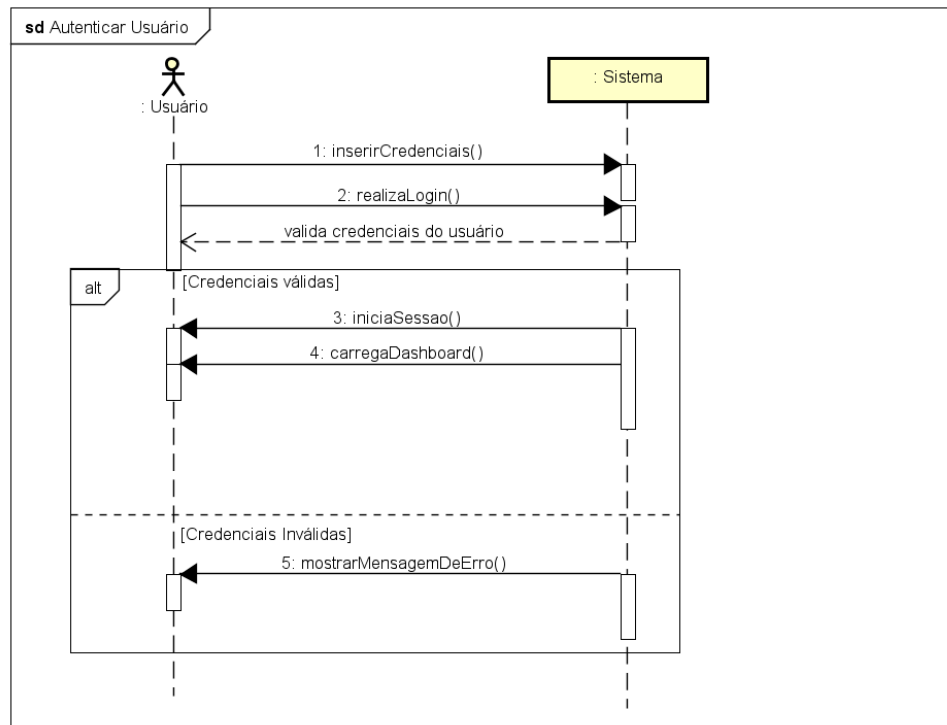 sd Autenticar Usuário
: Usuário
: Sistema
1: inserirCredenciais()
2: realizaLogin()
valida credenciais do usuário
alt
[Credenciais válidas]
3: iniciaSessao()
4: carregaDashboard()
[Credenciais Inválidas]
5: mostrarMensagemDeErro()